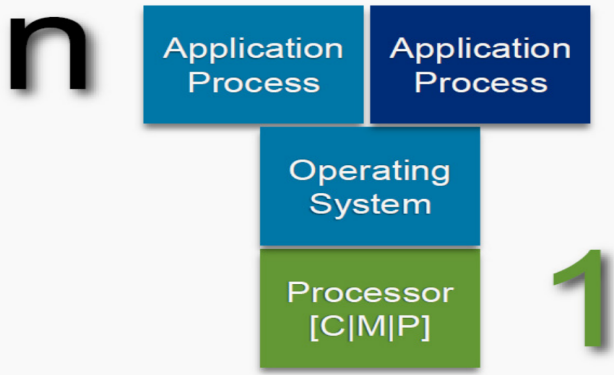 n
Application
Process
Application
Process
Operating
System
Processor
[C|M|P]
1